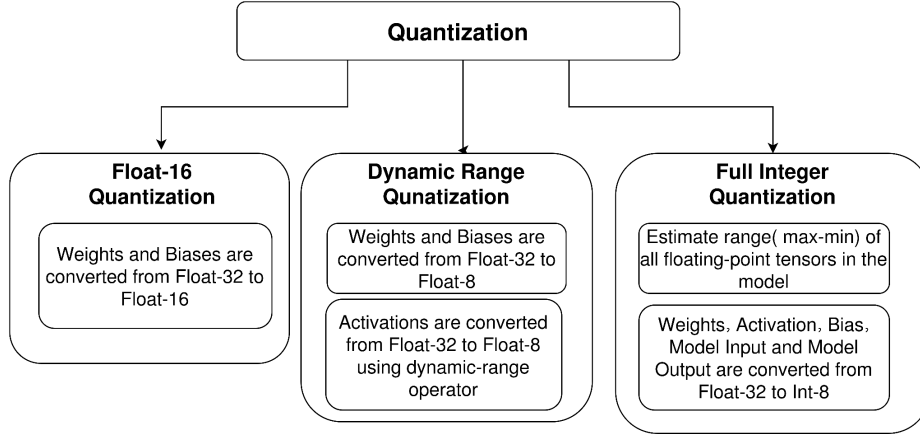 Quantization
Float-16
Quantization
Weights and Biases are
converted from Float-32 to
Float-16
Dynamic Range
Qunatization
Weights and Biases are
converted from Float-32 to
Float-8
Activations are converted
from Float-32 to Float-8
using dynamic-range
operator
Full Integer
Quantization
Estimate range( max-min) of
all floating-point tensors in the
model
Weights, Activation, Bias,
Model Input and Model
Output are converted from
Float-32 to Int-8